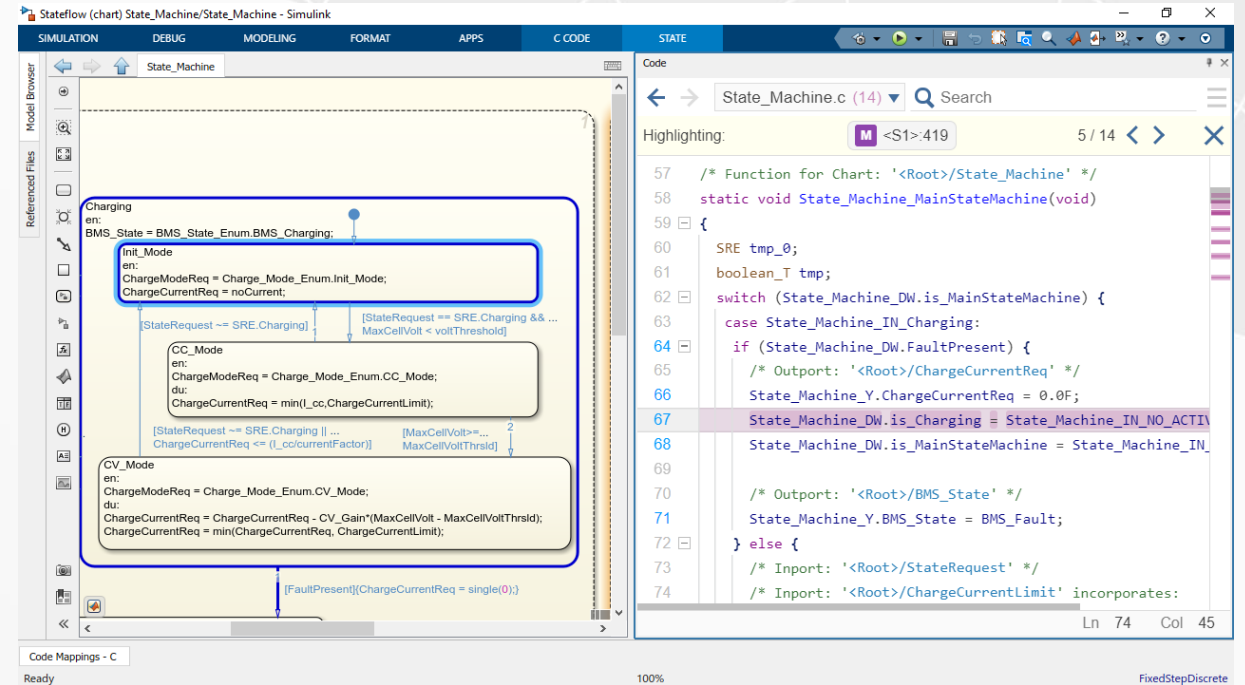 Stateflow (chart) State_Machine/State_Machine - Simulink
SIMULATION DEBUG MODELING FORMAT APPS C CODE STATE
Model Browser
Referenced Files
State_Machine
Charging
en:
BMS_State = BMS_State_Enum.BMS_Charging;
Init_Mode
en:
ChargeModeReq = Charge_Mode_Enum.Init_Mode;
ChargeCurrentReq = noCurrent;
[StateRequest ~= SRE.Charging]
1
[StateRequest == SRE.Charging && ...
MaxCellVolt < voltThreshold]
CC_Mode
en:
ChargeModeReq = Charge_Mode_Enum.CC_Mode;
du:
ChargeCurrentReq = min(I_cc,ChargeCurrentLimit);
[StateRequest ~= SRE.Charging || ...
ChargeCurrentReq <= (I_cc/currentFactor)]
[MaxCellVolt>=...
MaxCellVoltThrsld]
2
CV_Mode
en:
ChargeModeReq = Charge_Mode_Enum.CV_Mode;
du:
ChargeCurrentReq = ChargeCurrentReq - CV_Gain*(MaxCellVolt - MaxCellVoltThrsld);
ChargeCurrentReq = min(ChargeCurrentReq, ChargeCurrentLimit);
[FaultPresent]{ChargeCurrentReq = single(0);}
1
Code
State_Machine.c (14) Search
Highlighting: M <S1>:419 5 / 14
57 /* Function for Chart: '<Root>/State_Machine' */
58 static void State_Machine_MainStateMachine(void)
59 {
60 SRE tmp_0;
61 boolean_T tmp;
62 switch (State_Machine_DW.is_MainStateMachine) {
63 case State_Machine_IN_Charging:
64 if (State_Machine_DW.FaultPresent) {
65 /* Outport: '<Root>/ChargeCurrentReq' */
66 State_Machine_Y.ChargeCurrentReq = 0.0F;
67 State_Machine_DW.is_Charging = State_Machine_IN_NO_ACTIV
68 State_Machine_DW.is_MainStateMachine = State_Machine_IN_
69
70 /* Outport: '<Root>/BMS_State' */
71 State_Machine_Y.BMS_State = BMS_Fault;
72 } else {
73 /* Inport: '<Root>/StateRequest' */
74 /* Inport: '<Root>/ChargeCurrentLimit' incorporates:
Ln 74 Col 45
Code Mappings - C
Ready 100% FixedStepDiscrete